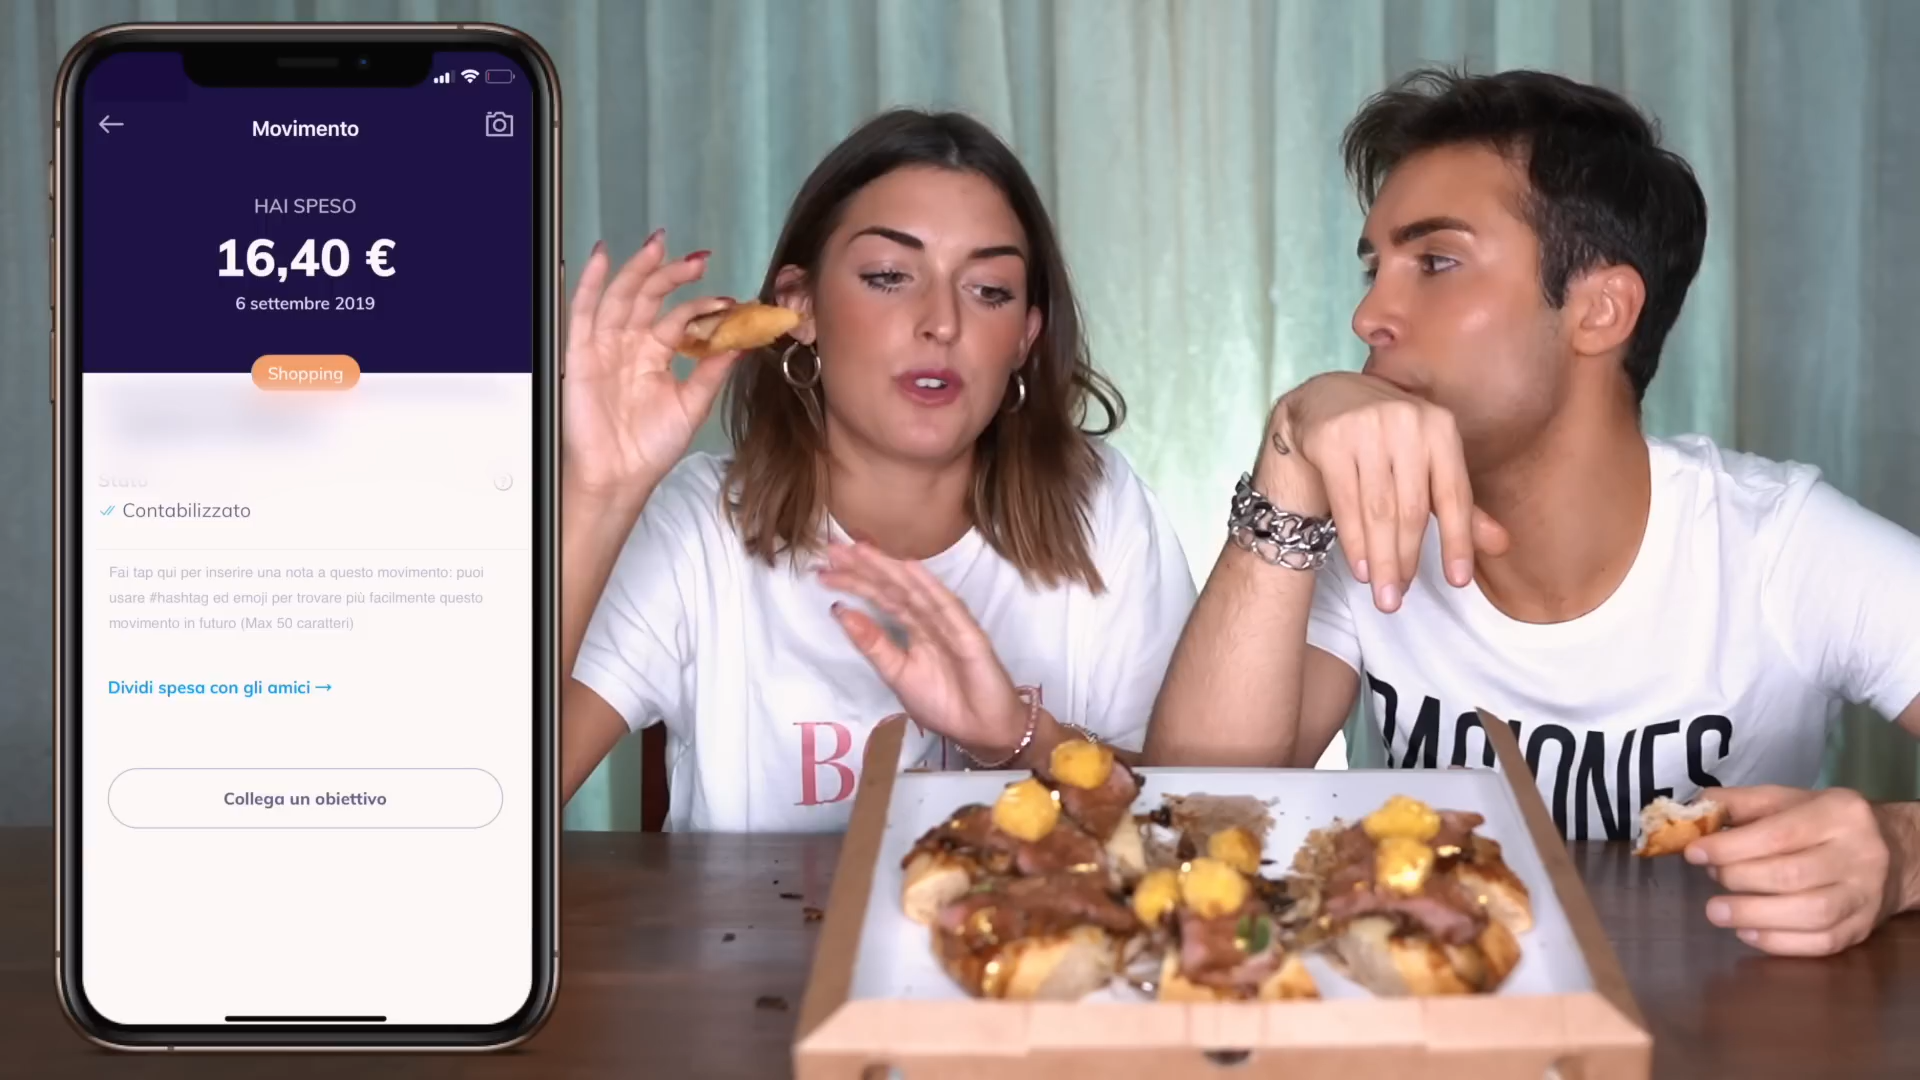 Movimento
HAI SPESO
16,40 €
6 settembre 2019
Shopping
Stato
Contabilizzato
Fai tap qui per inserire una nota a questo movimento: puoi
usare #hashtag ed emoji per trovare più facilmente questo
movimento in futuro (Max 50 caratteri)
Dividi spesa con gli amici →
Collega un obiettivo